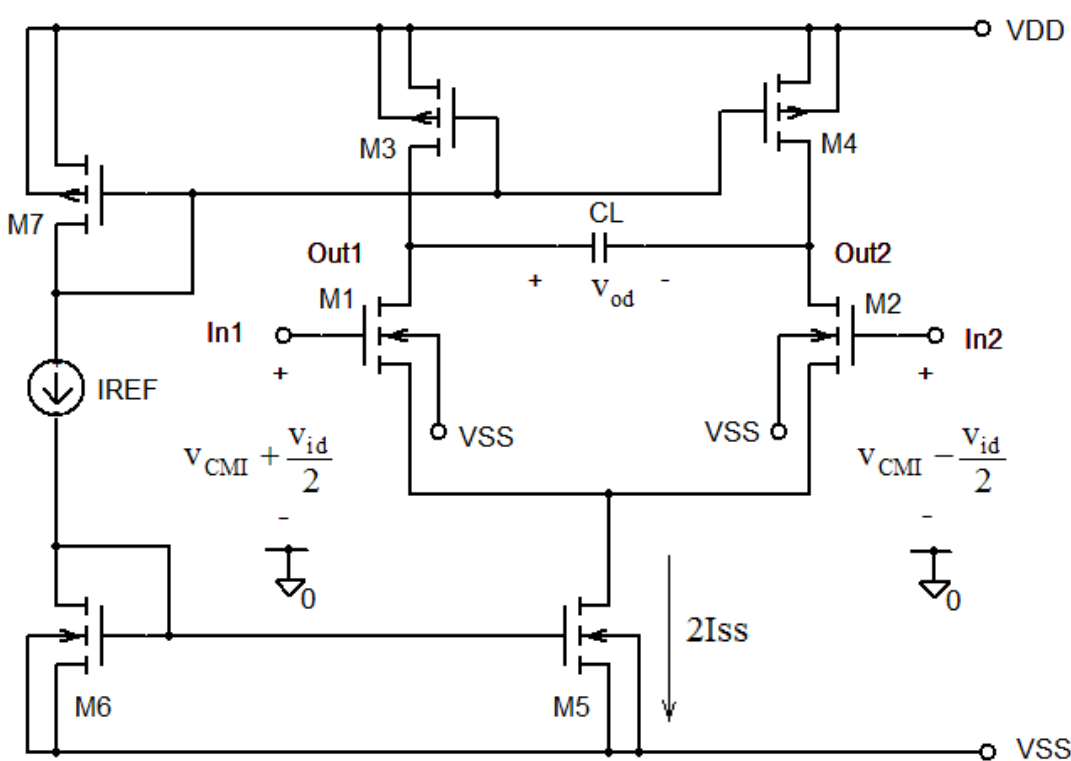 VDD
M3
M4
M7
CL
Out1
Out2
+ v_od -
M1
M2
In1
In2
+
+
IREF
VSS
VSS
v_CMI + v_id/2
v_CMI - v_id/2
-
-
0
0
2Iss
M6
M5
VSS